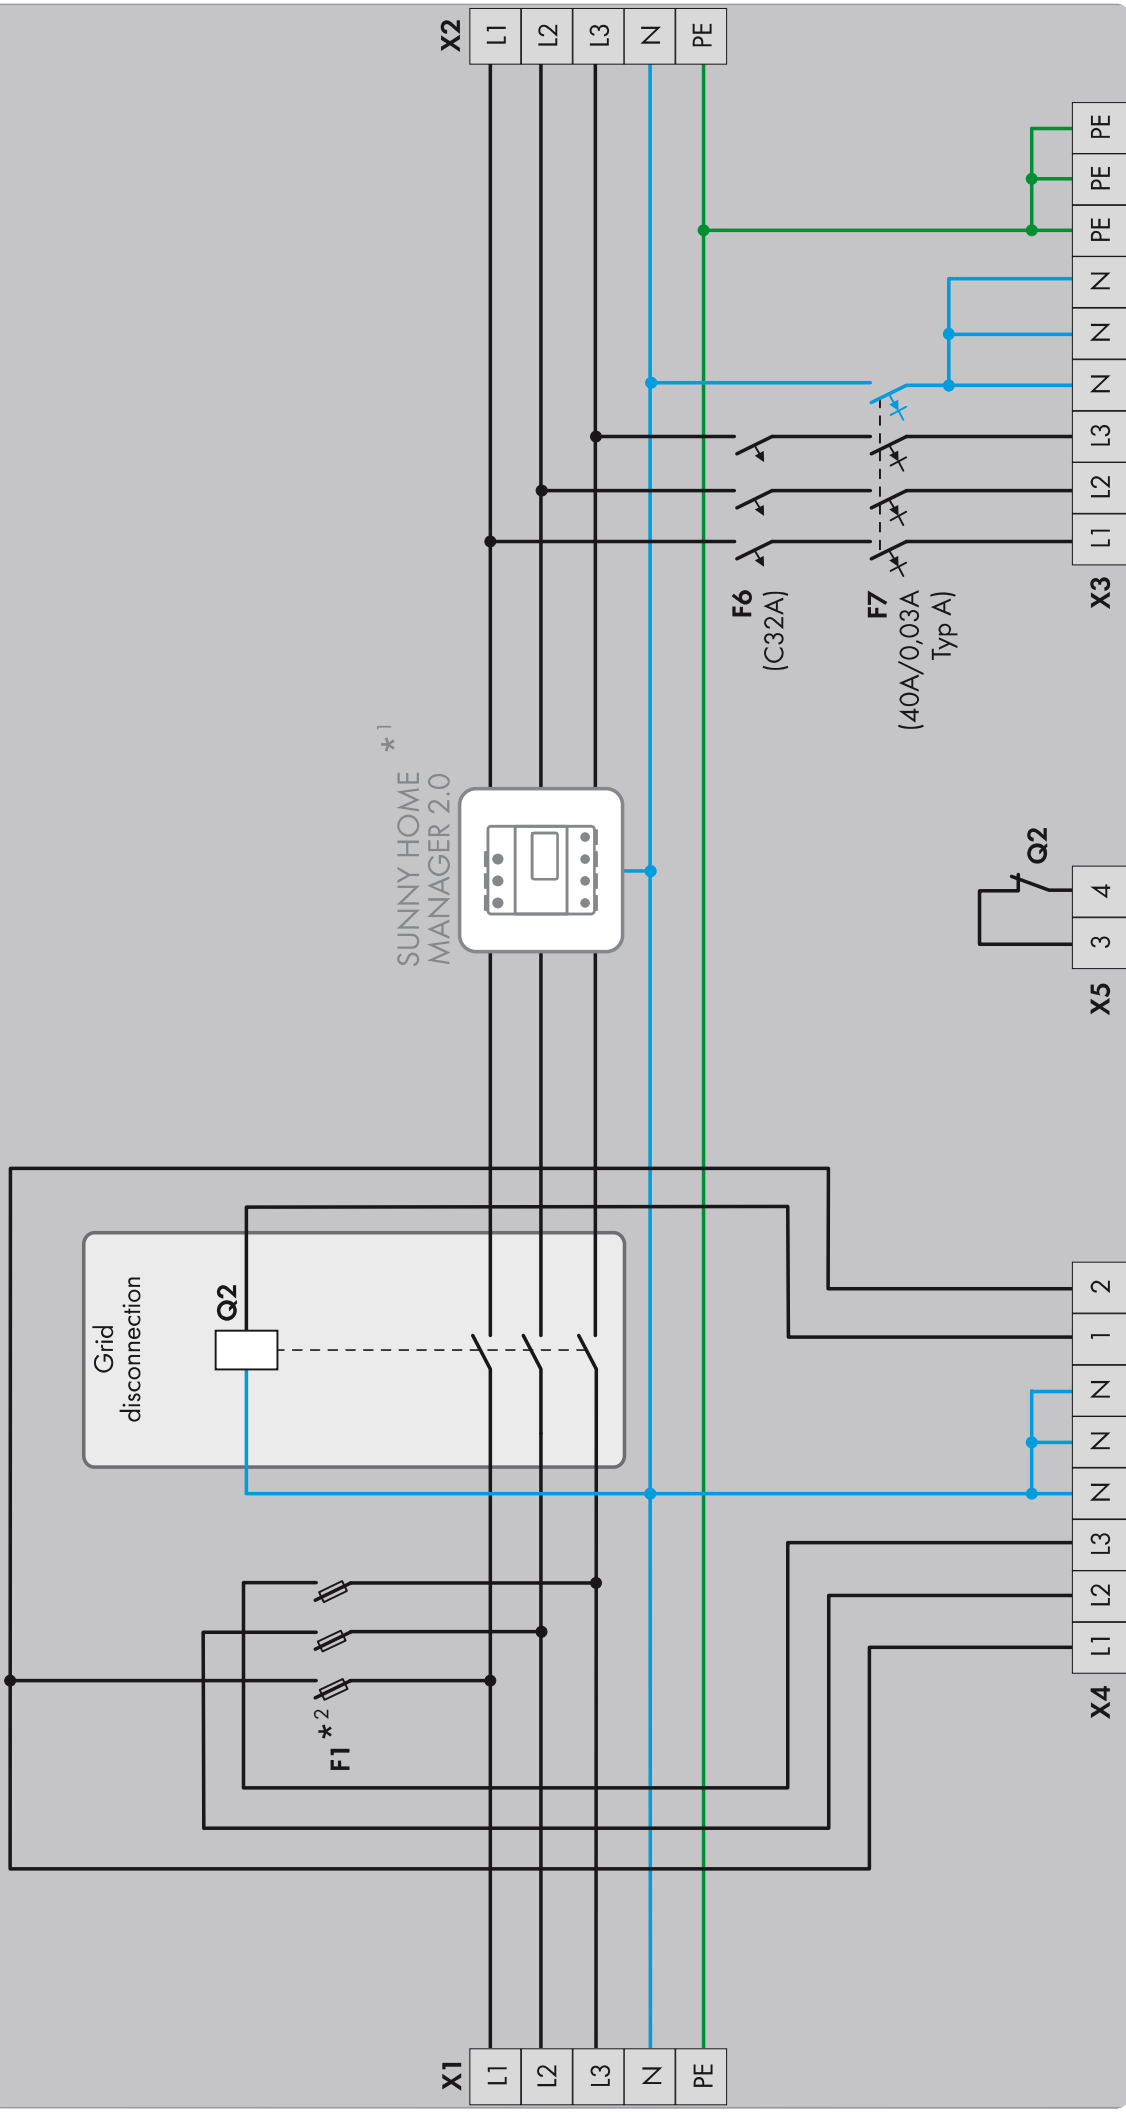 X2
L1
L2
L3
N
PE
PE
PE
PE
N
N
N
L3
L2
L1
X3
F6
(C32A)
F7
(40A/0,03A
Typ A)
SUNNY HOME
MANAGER 2.0
*1
Q2
4
3
X5
Grid
disconnection
Q2
2
1
N
N
N
L3
L2
L1
X4
F1 *2
X1
L1
L2
L3
N
PE